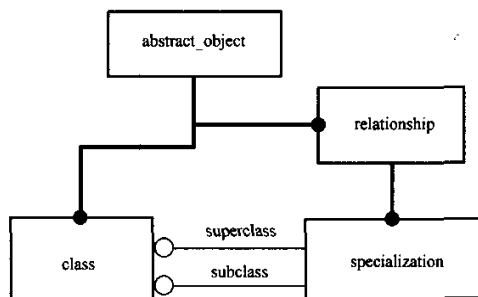 abstract_object
relationship
superclass
class
subclass
specialization